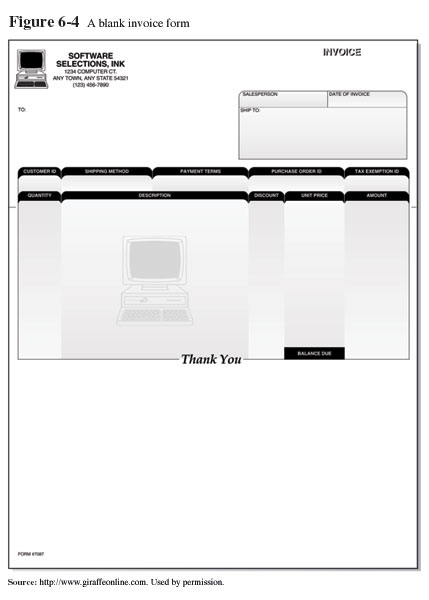 Figure 6-4 A blank invoice form
INVOICE
SOFTWARE
SELECTIONS, INK
1234 COMPUTER CT.
ANY TOWN, ANY STATE 54321
(123) 456-7890
SALESPERSON DATE OF INVOICE
TO: SHIP TO:
CUSTOMER ID SHIPPING METHOD PAYMENT TERMS PURCHASE ORDER ID TAX EXEMPTION ID
QUANTITY DESCRIPTION DISCOUNT UNIT PRICE AMOUNT
BALANCE DUE
Thank You
FORM #7087
Source: http://www.giraffeonline.com. Used by permission.